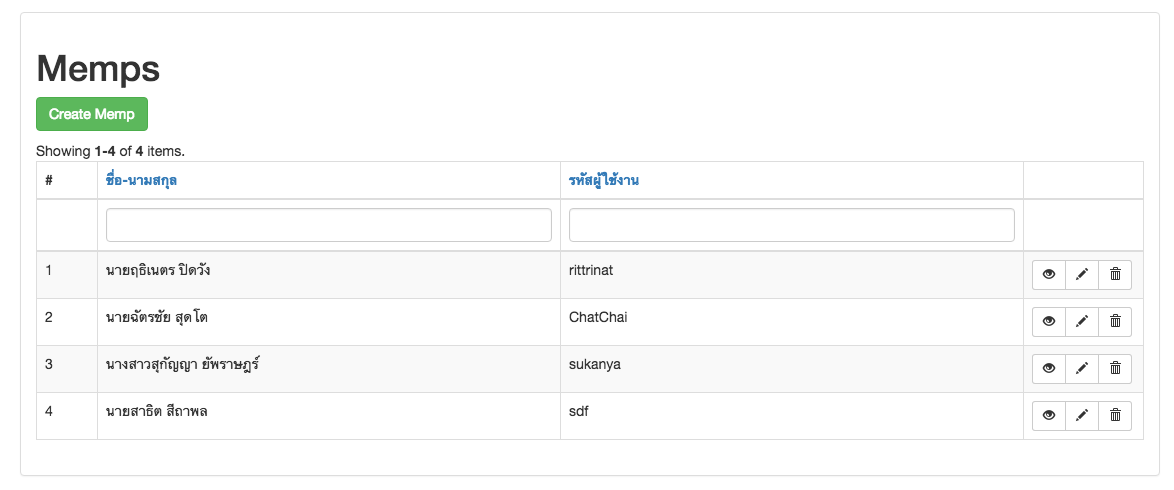 Memps
Create Memp
Showing 1-4 of 4 items.
# ชื่อ-นามสกุล รหัสผู้ใช้งาน
1 นายฤธิเนตร ปิดวัง rittrinat
2 นายฉัตรชัย สุดโต ChatChai
3 นางสาวสุกัญญา ยัพราษฎร์ sukanya
4 นายสาธิต สีถาพล sdf